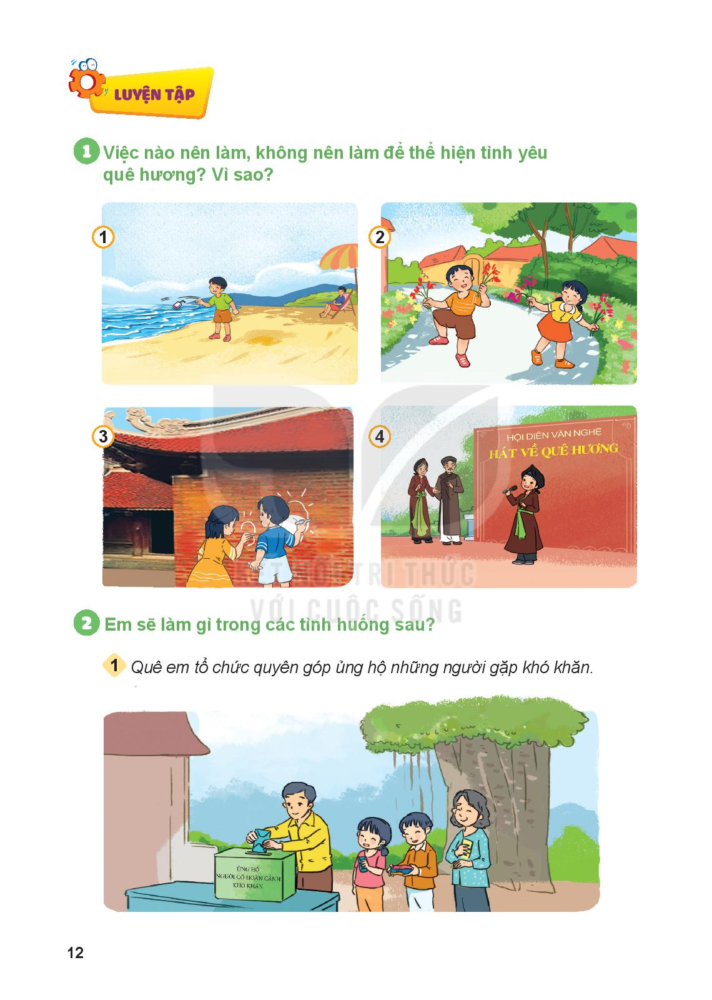 LUYỆN TẬP
1 Việc nào nên làm, không nên làm để thể hiện tình yêu
quê hương? Vì sao?
1
2
3
4
HỘI DIỄN VĂN NGHỆ
HÁT VỀ QUÊ HƯƠNG
KẾT NỐI TRI THỨC
VỚI CUỘC SỐNG
2 Em sẽ làm gì trong các tình huống sau?
1 Quê em tổ chức quyên góp ủng hộ những người gặp khó khăn.
ỦNG HỘ
NGƯỜI CÓ HOÀN CẢNH
KHÓ KHĂN
12